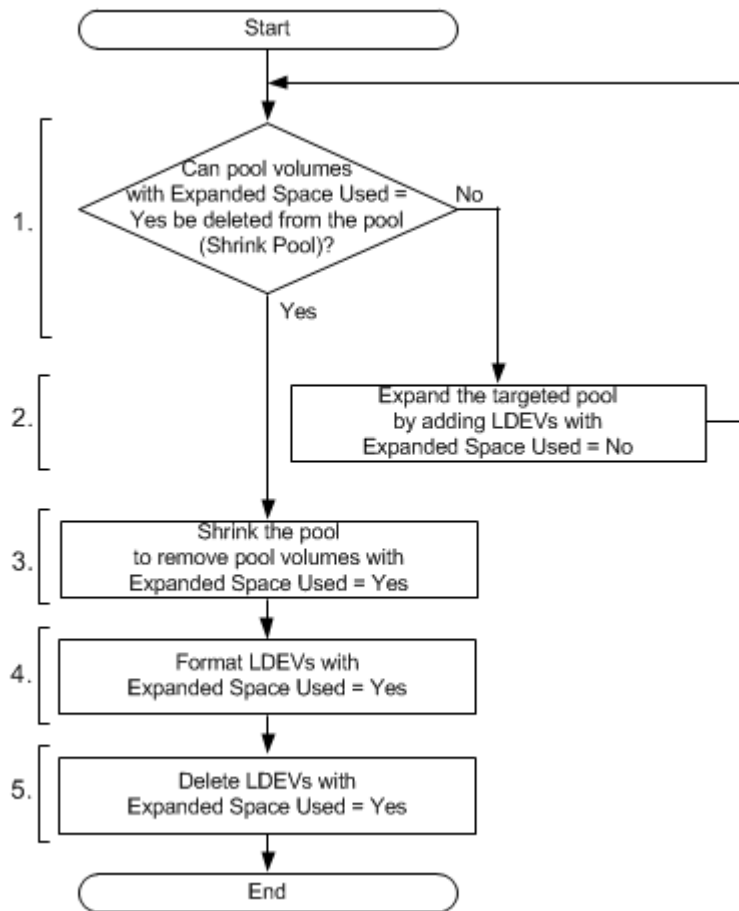 Start
1.
Can pool volumes
with Expanded Space Used =
Yes be deleted from the pool
(Shrink Pool)?
No
Yes
2.
Expand the targeted pool
by adding LDEVs with
Expanded Space Used = No
3.
Shrink the pool
to remove pool volumes with
Expanded Space Used = Yes
4.
Format LDEVs with
Expanded Space Used = Yes
5.
Delete LDEVs with
Expanded Space Used = Yes
End